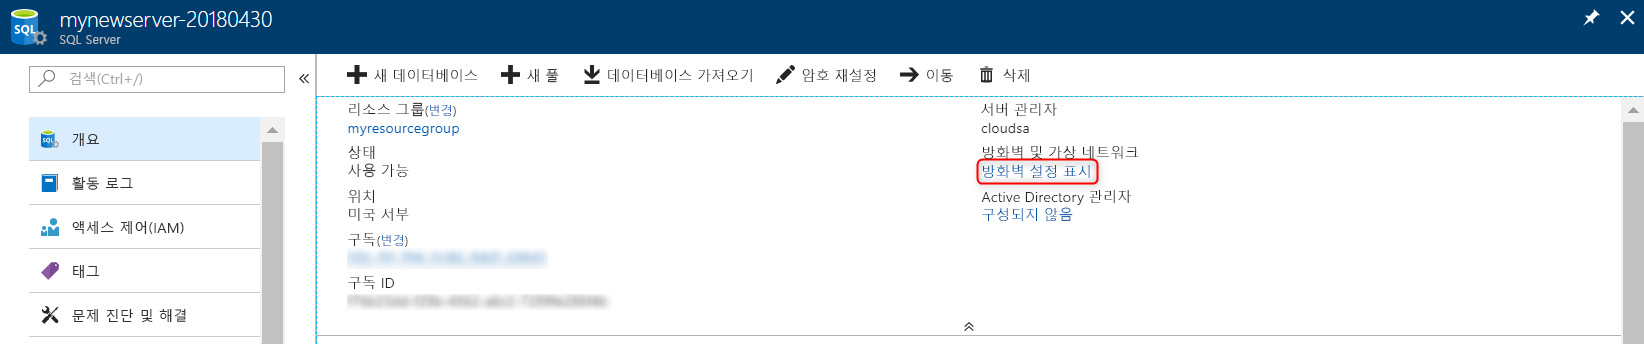 mynewserver-20180430
SQL Server
검색(Ctrl+/)
개요
활동 로그
액세스 제어(IAM)
태그
문제 진단 및 해결
새 데이터베이스 새 풀 데이터베이스 가져오기 암호 재설정 이동 삭제
리소스 그룹(변경)
myresourcegroup
상태
사용 가능
위치
미국 서부
구독(변경)
구독 ID
서버 관리자
cloudsa
방화벽 및 가상 네트워크
방화벽 설정 표시
Active Directory 관리자
구성되지 않음